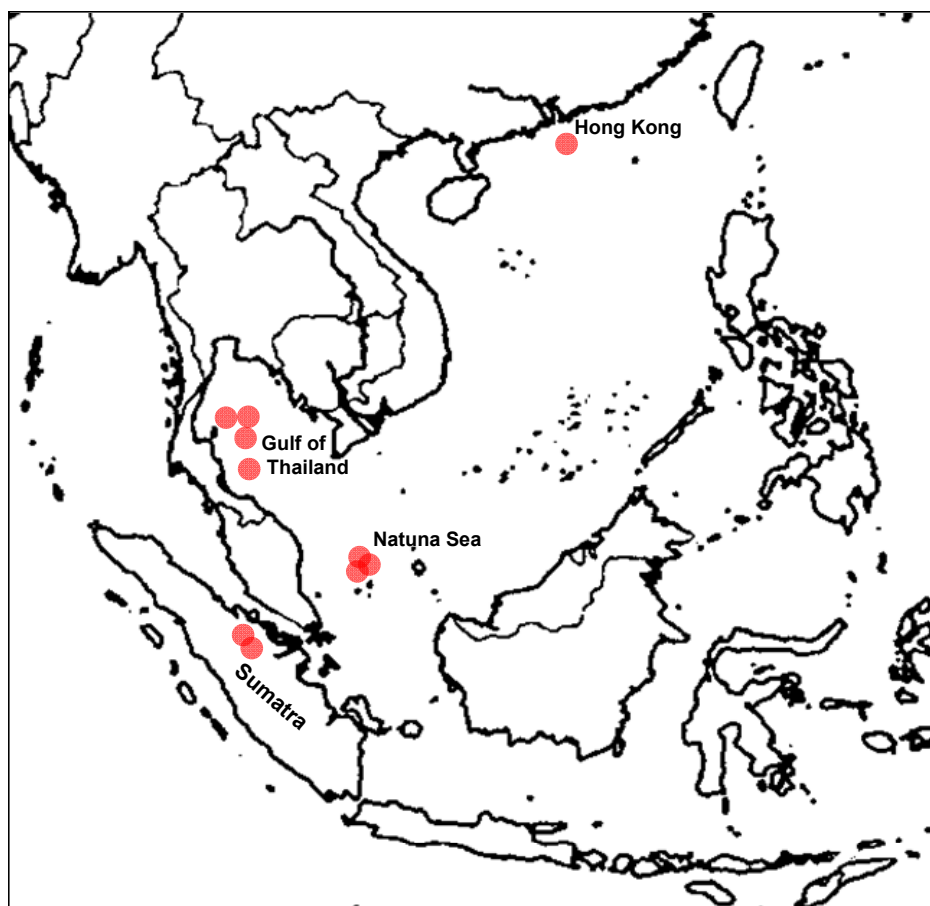 Hong Kong
Gulf of
Thailand
Natuna Sea
Sumatra